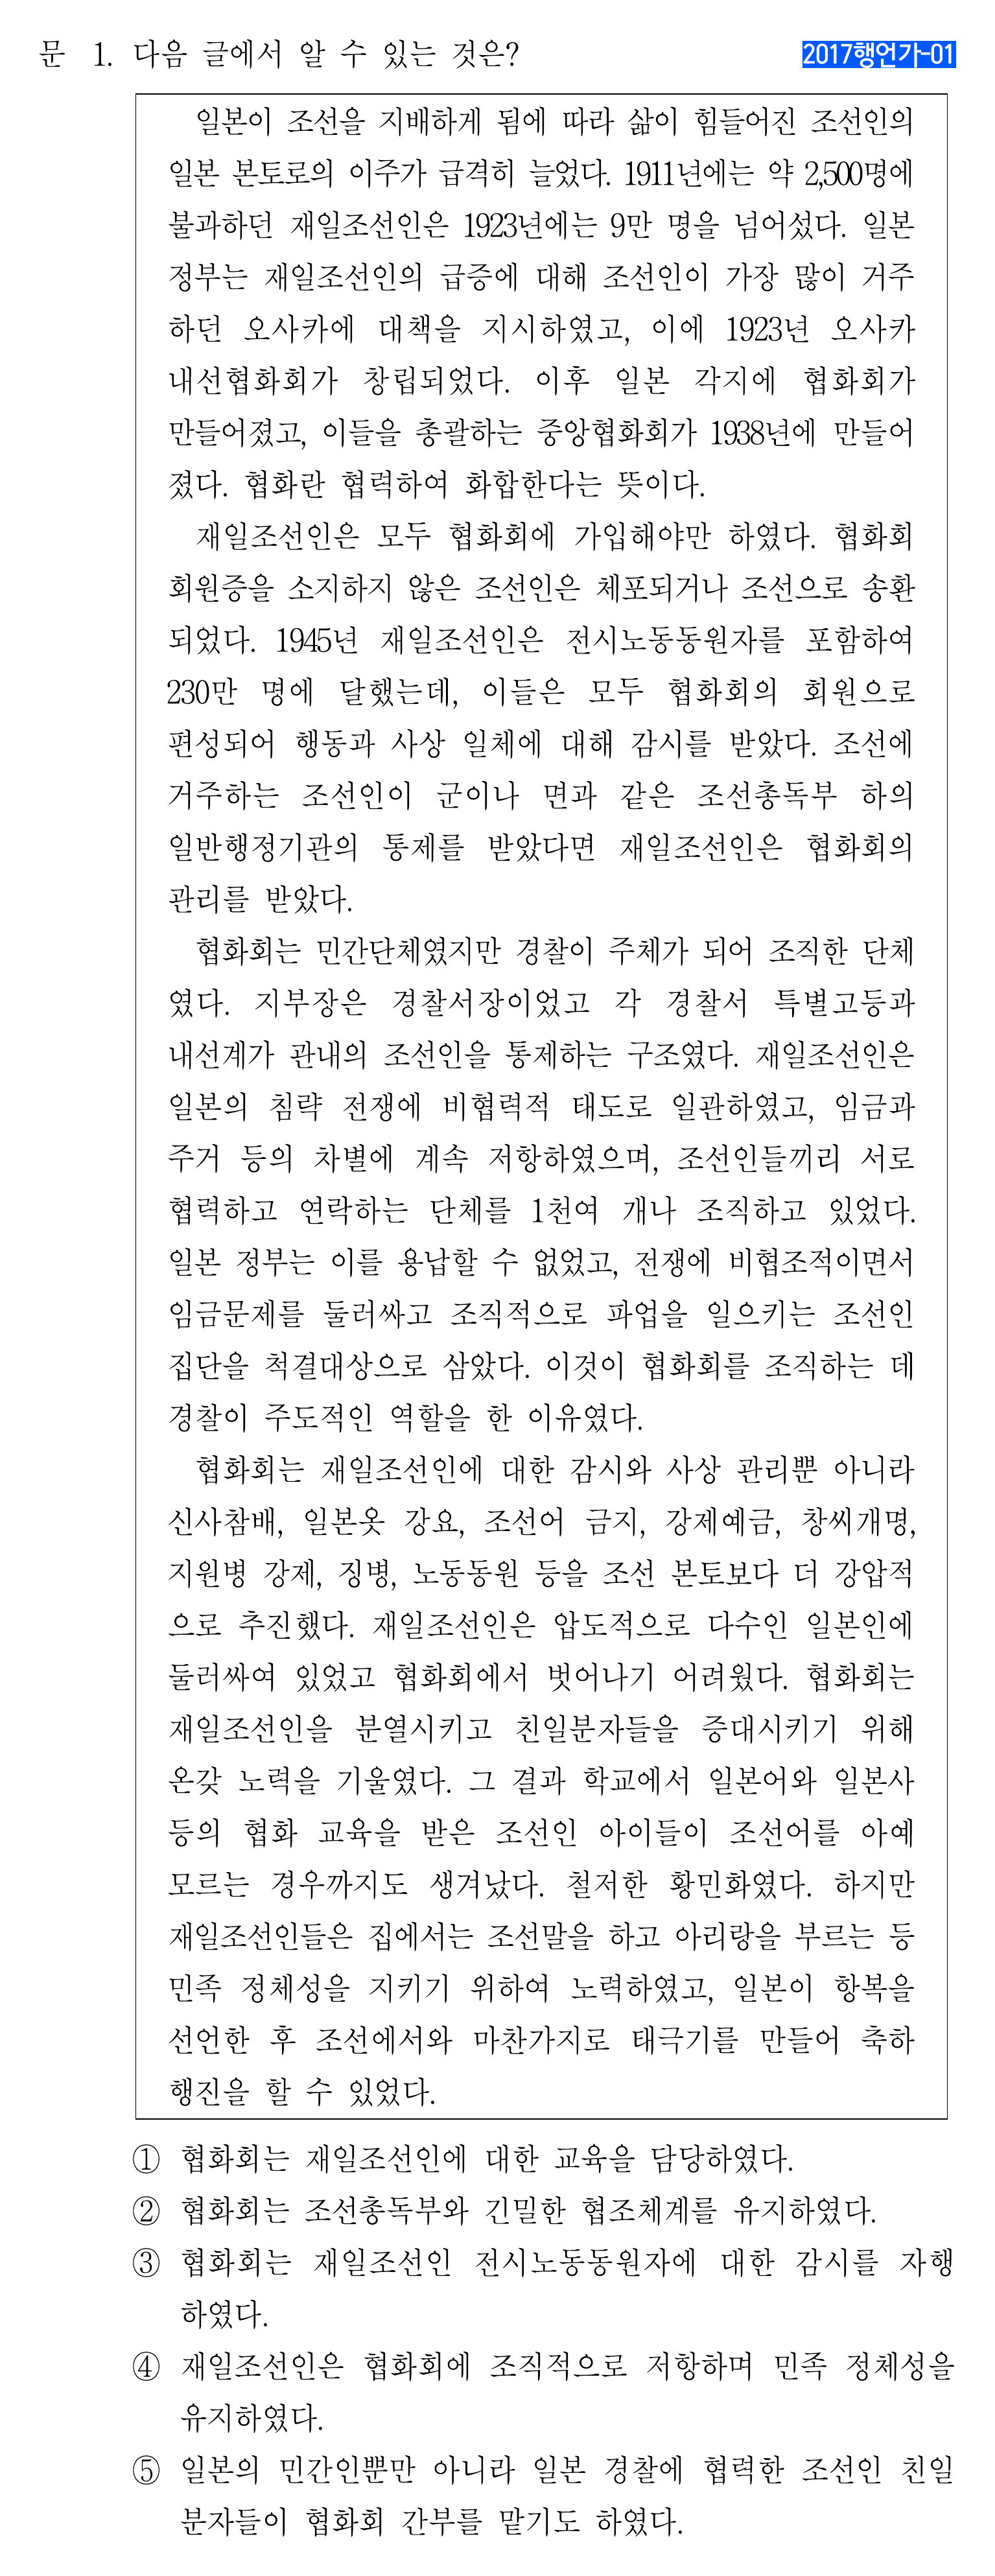 문 1. 다음 글에서 알 수 있는 것은?
2017행언가-01
일본이 조선을 지배하게 됨에 따라 삶이 힘들어진 조선인의
일본 본토로의 이주가 급격히 늘었다. 1911년에는 약 2,500명에
불과하던 재일조선인은 1923년에는 9만 명을 넘어섰다. 일본
정부는 재일조선인의 급증에 대해 조선인이 가장 많이 거주
하던 오사카에 대책을 지시하였고, 이에 1923년 오사카
내선협화회가 창립되었다. 이후 일본 각지에 협화회가
만들어졌고, 이들을 총괄하는 중앙협화회가 1938년에 만들어
졌다. 협화란 협력하여 화합한다는 뜻이다.
재일조선인은 모두 협화회에 가입해야만 하였다. 협화회
회원증을 소지하지 않은 조선인은 체포되거나 조선으로 송환
되었다. 1945년 재일조선인은 전시노동동원자를 포함하여
230만 명에 달했는데, 이들은 모두 협화회의 회원으로
편성되어 행동과 사상 일체에 대해 감시를 받았다. 조선에
거주하는 조선인이 군이나 면과 같은 조선총독부 하의
일반행정기관의 통제를 받았다면 재일조선인은 협화회의
관리를 받았다.
협화회는 민간단체였지만 경찰이 주체가 되어 조직한 단체
였다. 지부장은 경찰서장이었고 각 경찰서 특별고등과
내선계가 관내의 조선인을 통제하는 구조였다. 재일조선인은
일본의 침략 전쟁에 비협력적 태도로 일관하였고, 임금과
주거 등의 차별에 계속 저항하였으며, 조선인들끼리 서로
협력하고 연락하는 단체를 1천여 개나 조직하고 있었다.
일본 정부는 이를 용납할 수 없었고, 전쟁에 비협조적이면서
임금문제를 둘러싸고 조직적으로 파업을 일으키는 조선인
집단을 척결대상으로 삼았다. 이것이 협화회를 조직하는 데
경찰이 주도적인 역할을 한 이유였다.
협화회는 재일조선인에 대한 감시와 사상 관리뿐 아니라
신사참배, 일본옷 강요, 조선어 금지, 강제예금, 창씨개명,
지원병 강제, 징병, 노동동원 등을 조선 본토보다 더 강압적
으로 추진했다. 재일조선인은 압도적으로 다수인 일본인에
둘러싸여 있었고 협화회에서 벗어나기 어려웠다. 협화회는
재일조선인을 분열시키고 친일분자들을 증대시키기 위해
온갖 노력을 기울였다. 그 결과 학교에서 일본어와 일본사
등의 협화 교육을 받은 조선인 아이들이 조선어를 아예
모르는 경우까지도 생겨났다. 철저한 황민화였다. 하지만
재일조선인들은 집에서는 조선말을 하고 아리랑을 부르는 등
민족 정체성을 지키기 위하여 노력하였고, 일본이 항복을
선언한 후 조선에서와 마찬가지로 태극기를 만들어 축하
행진을 할 수 있었다.
① 협화회는 재일조선인에 대한 교육을 담당하였다.
② 협화회는 조선총독부와 긴밀한 협조체계를 유지하였다.
③ 협화회는 재일조선인 전시노동동원자에 대한 감시를 자행
하였다.
④ 재일조선인은 협화회에 조직적으로 저항하며 민족 정체성을
유지하였다.
⑤ 일본의 민간인뿐만 아니라 일본 경찰에 협력한 조선인 친일
분자들이 협화회 간부를 맡기도 하였다.